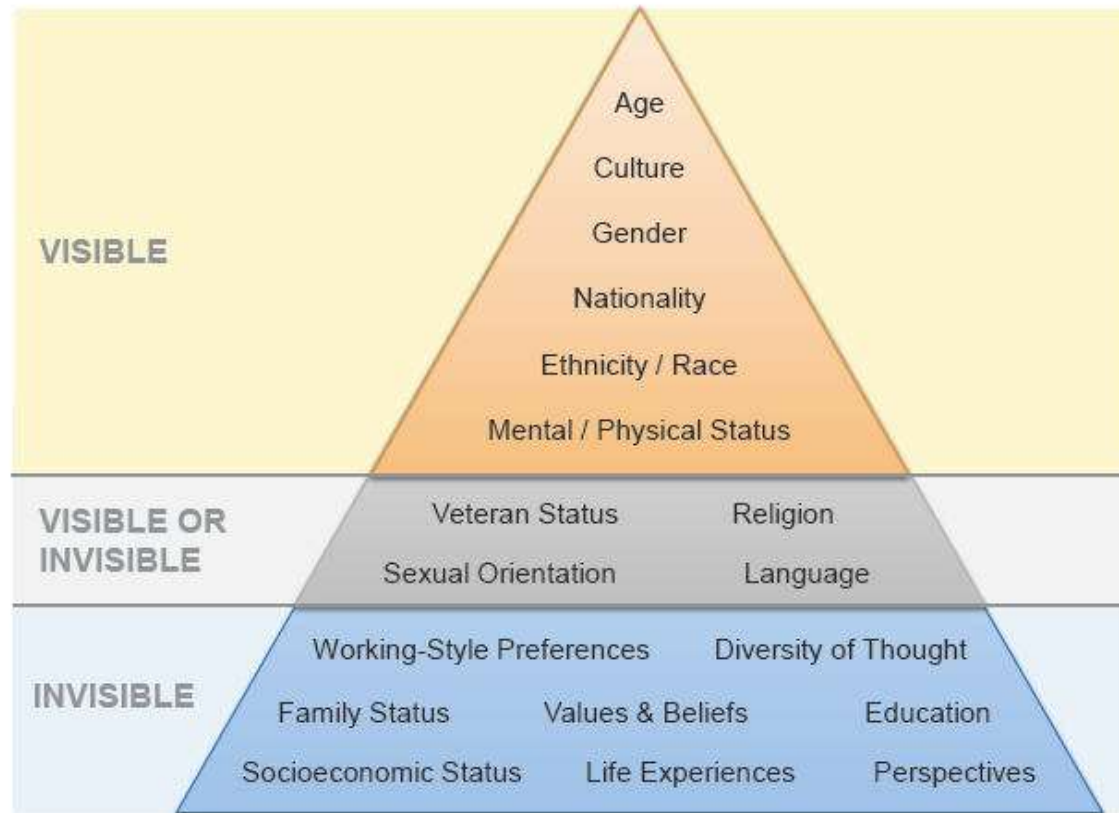 Age
Culture
Gender
Nationality
Ethnicity / Race
Mental / Physical Status
VISIBLE
Veteran Status Religion
Sexual Orientation Language
VISIBLE OR
INVISIBLE
Working-Style Preferences Diversity of Thought
Family Status Values & Beliefs Education
Socioeconomic Status Life Experiences Perspectives
INVISIBLE